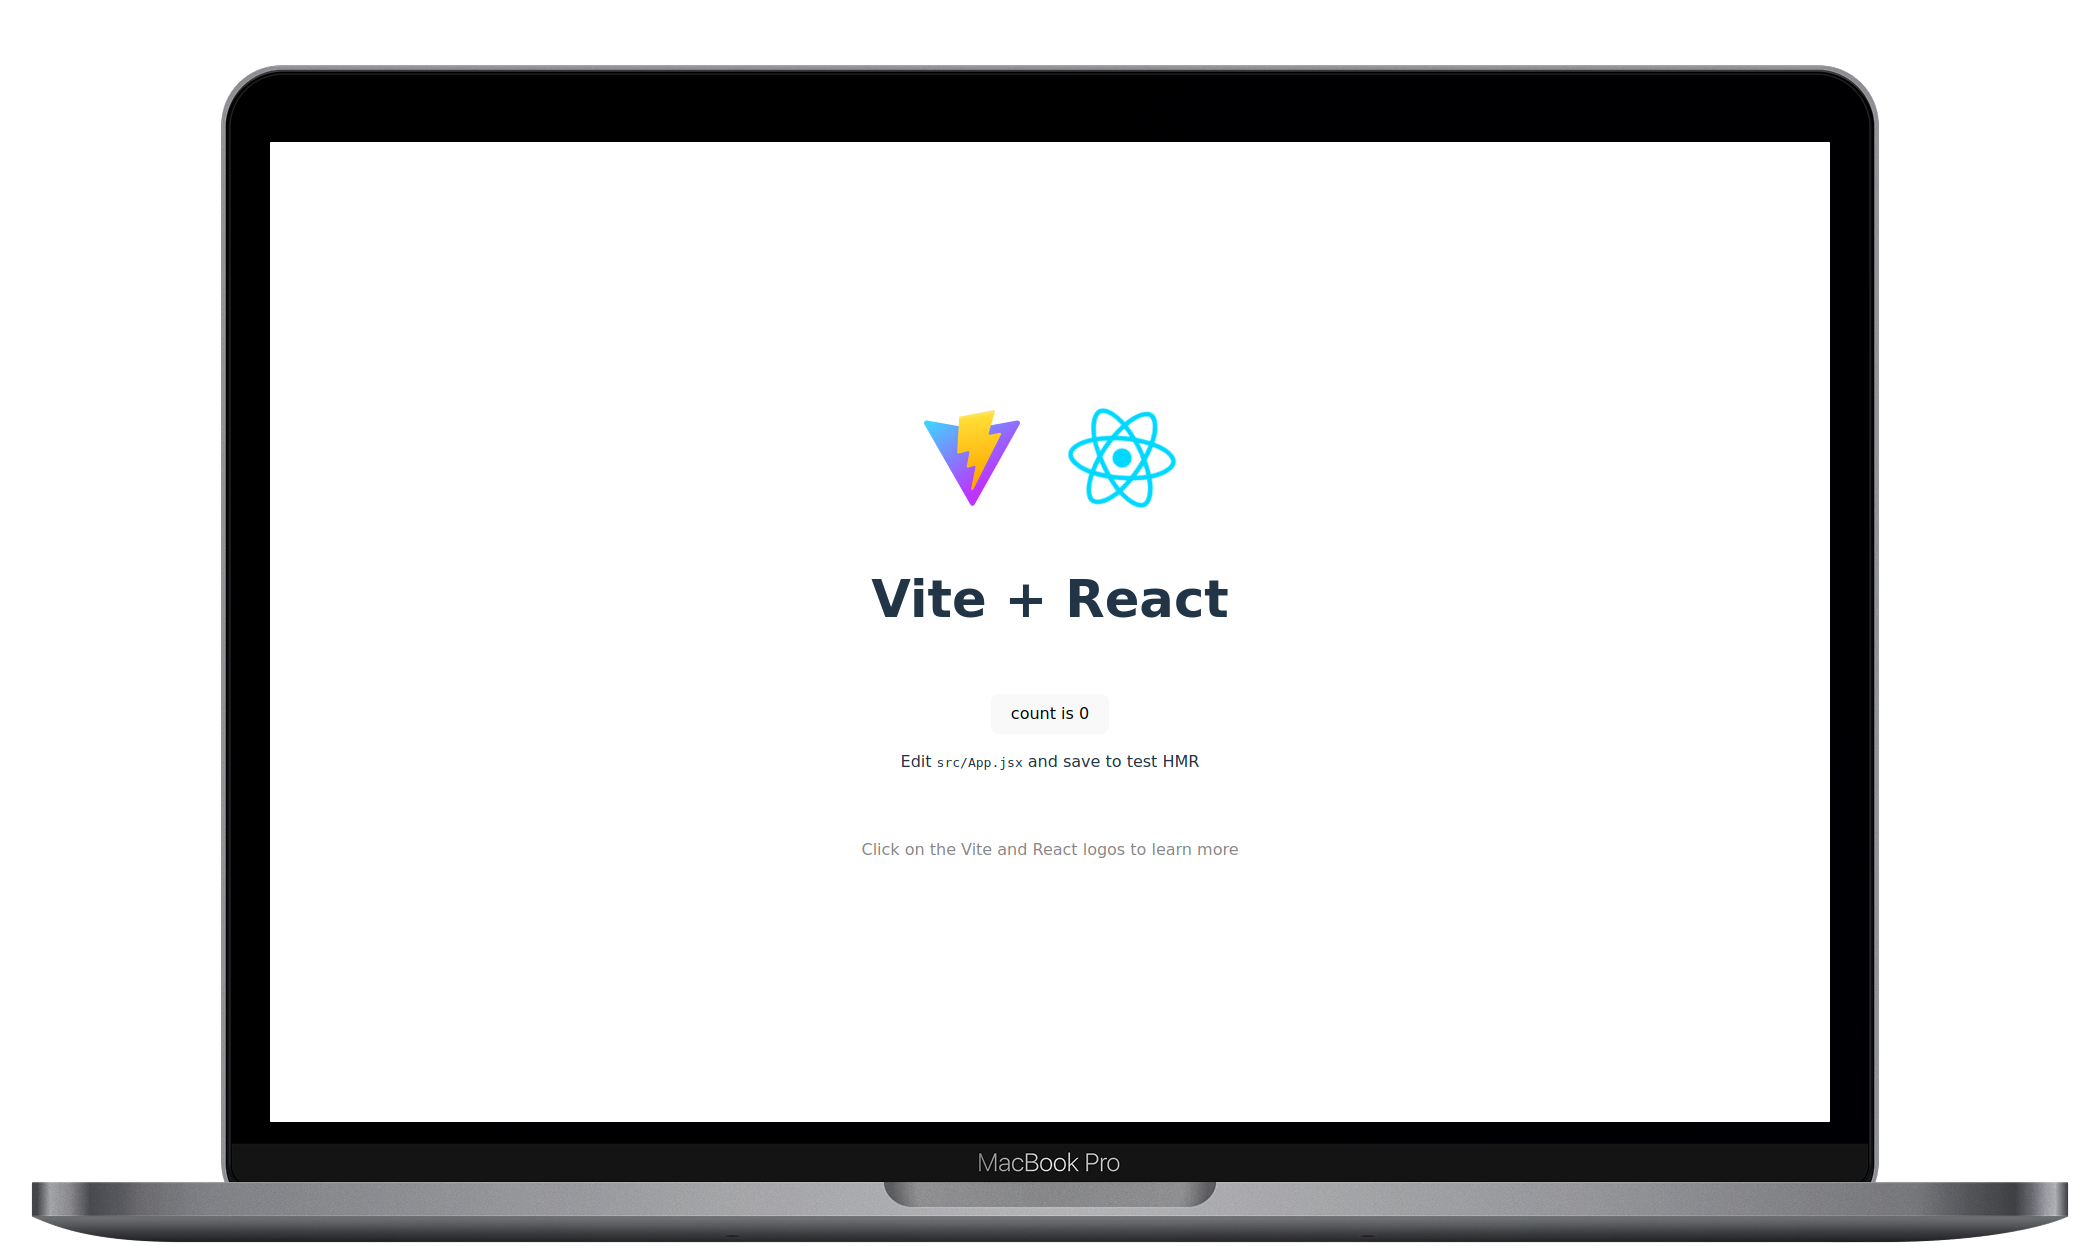 Vite + React
count is 0
Edit src/App.jsx and save to test HMR
Click on the Vite and React logos to learn more
MacBook Pro